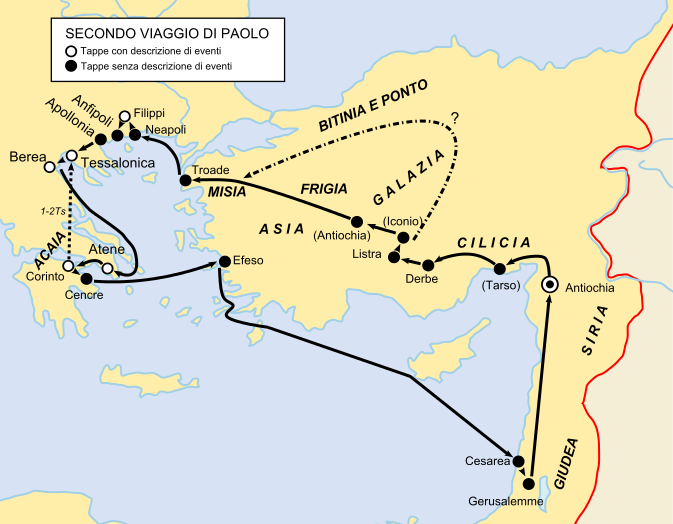 SECONDO VIAGGIO DI PAOLO
Tappe con descrizione di eventi
Tappe senza descrizione di eventi
BITINIA E PONTO
?
Anfipoli
Filippi
Apollonia
Neapoli
Berea
Tessalonica
Troade
MISIA
FRIGIA
GALAZIA
1-2Ts
ASIA
(Antiochia)
(Iconio)
ACAIA
Atene
Listra
CILICIA
Efeso
Corinto
Cencre
Derbe
(Tarso)
Antiochia
SIRIA
Cesarea
GIUDEA
Gerusalemme